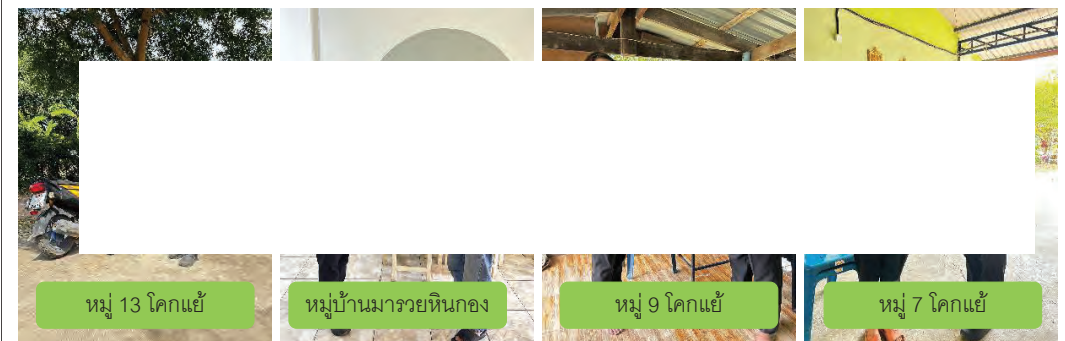 หมู่ 13 โคกแย้
หมู่บ้านมารวยหินกอง
หมู่ 9 โคกแย้
หมู่ 7 โคกแย้